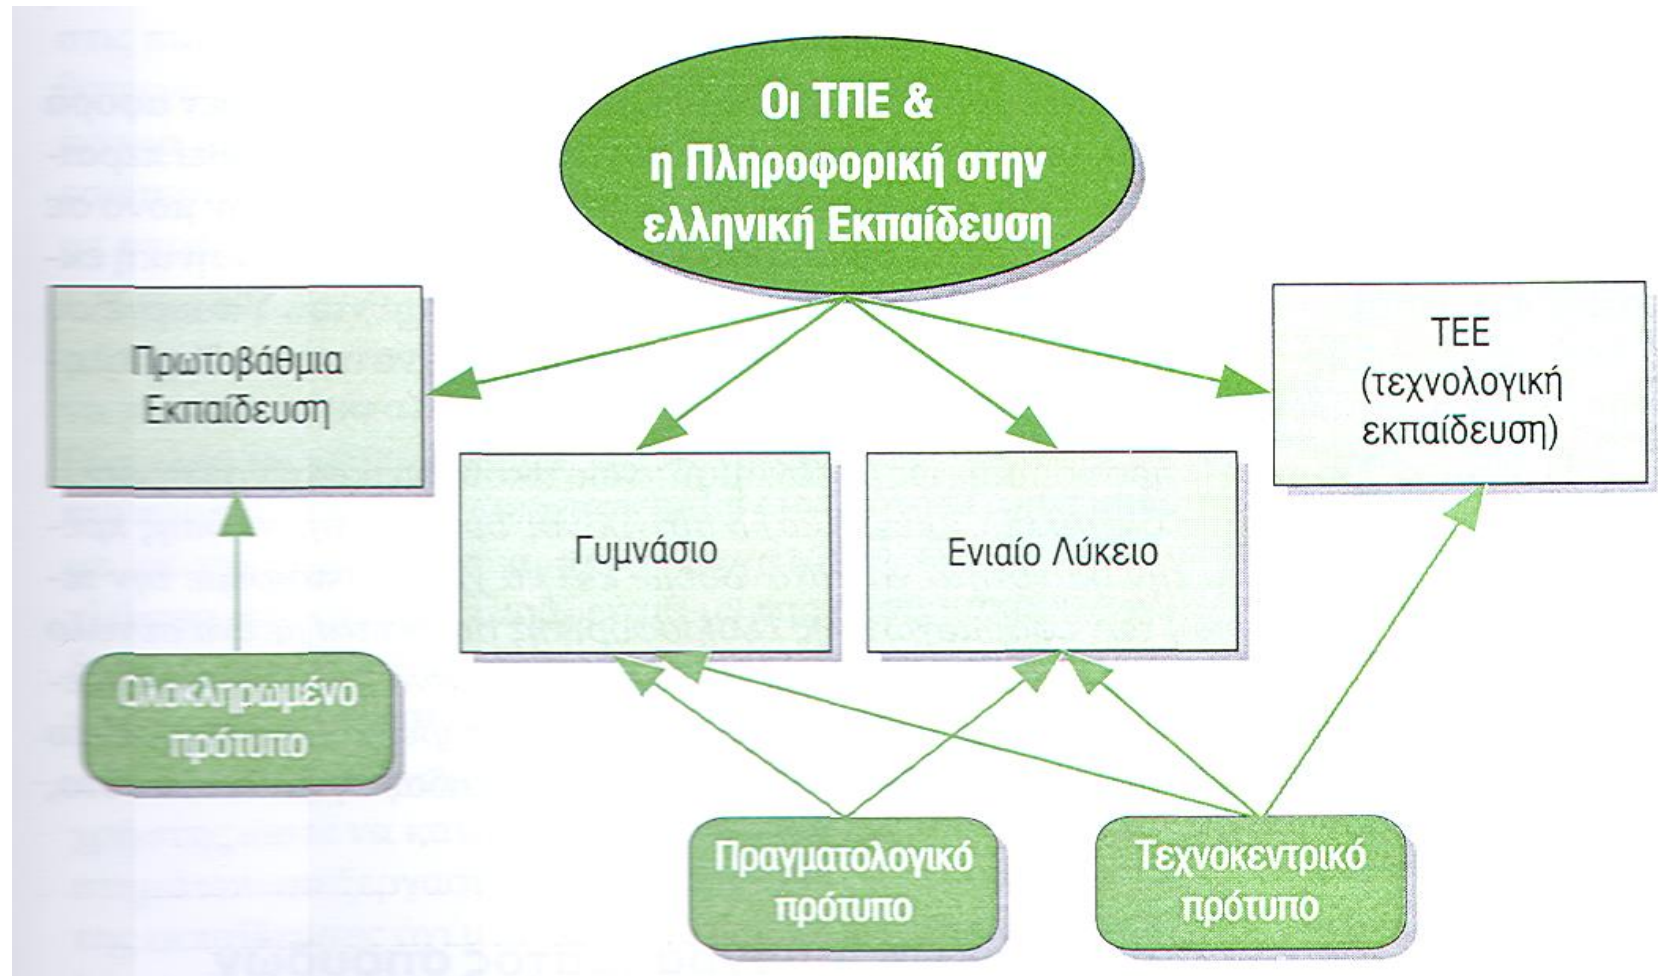 Οι ΤΠΕ &
η Πληροφορική στην
ελληνική Εκπαίδευση
Πρωτοβάθμια
Εκπαίδευση
ΤΕΕ
(τεχνολογική
εκπαίδευση)
Γυμνάσιο
Ενιαίο Λύκειο
Ολοκληρωμένο
πρότυπο
Πραγματολογικό
πρότυπο
Τεχνοκεντρικό
πρότυπο